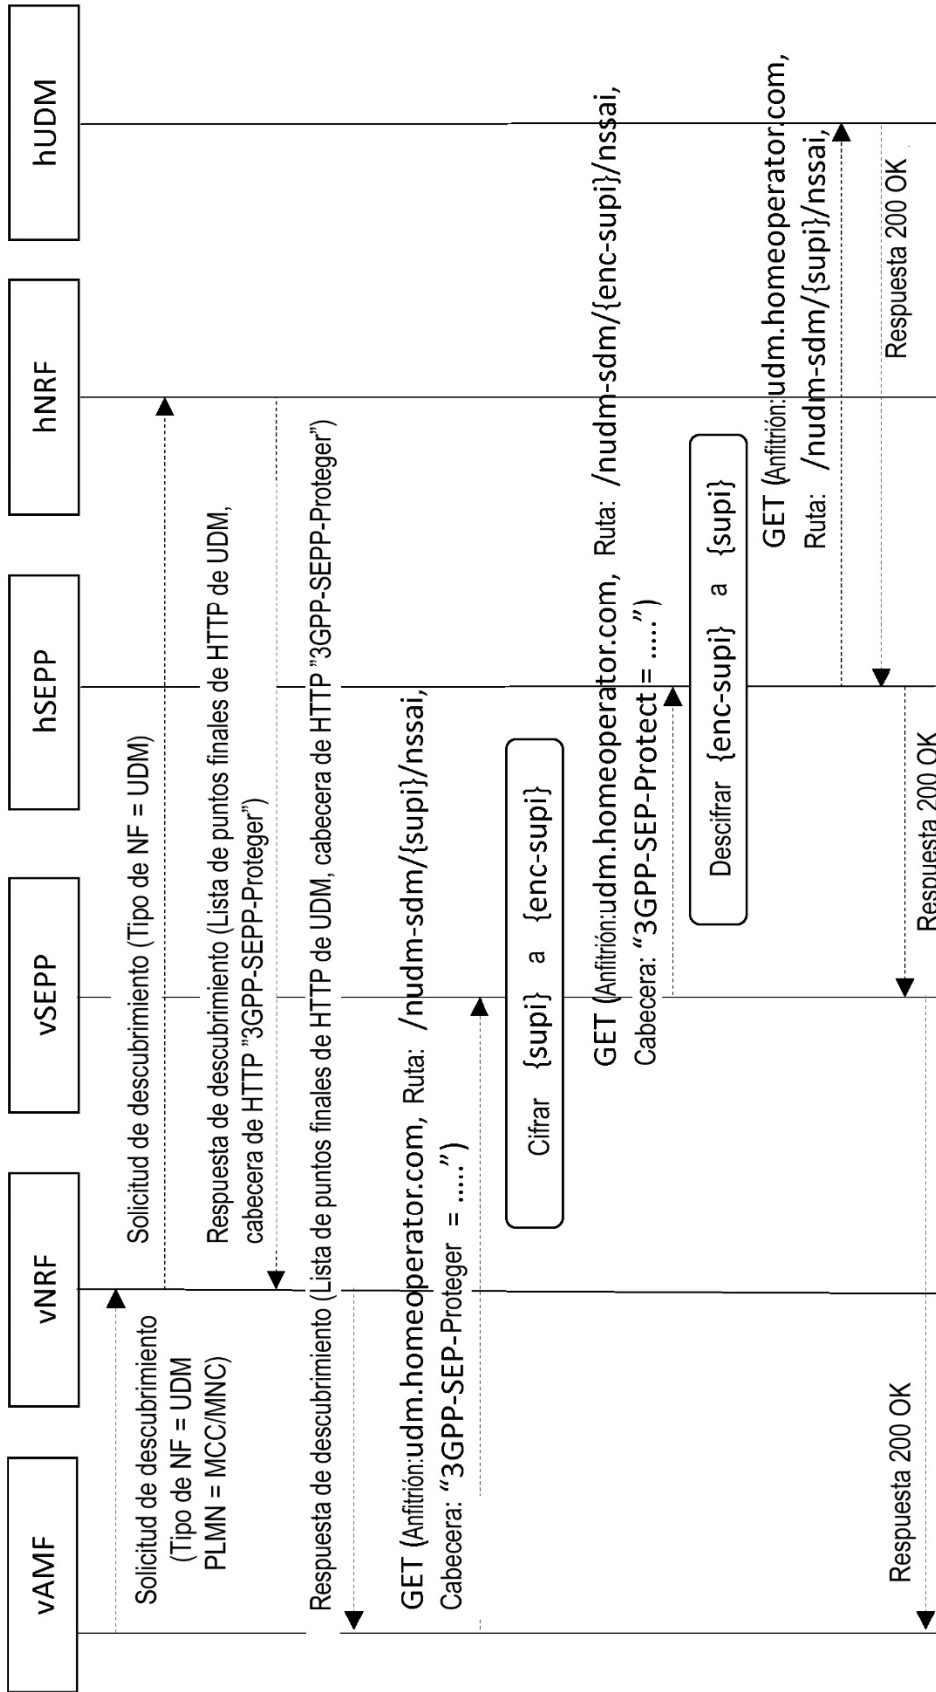 vAMF
vNRF
vSEPP
hSEPP
hNRF
hUDM
Solicitud de descubrimiento
(Tipo de NF = UDM
PLMN = MCC/MNC)
Solicitud de descubrimiento (Tipo de NF = UDM)
Respuesta de descubrimiento (Lista de puntos finales de HTTP de UDM,
cabecera de HTTP "3GPP-SEPP-Proteger")
Respuesta de descubrimiento (Lista de puntos finales de HTTP de UDM, cabecera de HTTP "3GPP-SEPP-Proteger")
GET (Anfitrión:udm.homeoperator.com, Ruta: /nudm-sdm/{supi}/nssai,
Cabecera: “3GPP-SEP-Proteger = .....”)
Cifrar {supi} a {enc-supi}
GET (Anfitrión:udm.homeoperator.com, Ruta: /nudm-sdm/{enc-supi}/nssai,
Cabecera: “3GPP-SEP-Protect = .....”)
Descifrar {enc-supi} a {supi}
GET (Anfitrión:udm.homeoperator.com,
Ruta: /nudm-sdm/{supi}/nssai,
Respuesta 200 OK
Respuesta 200 OK
Respuesta 200 OK